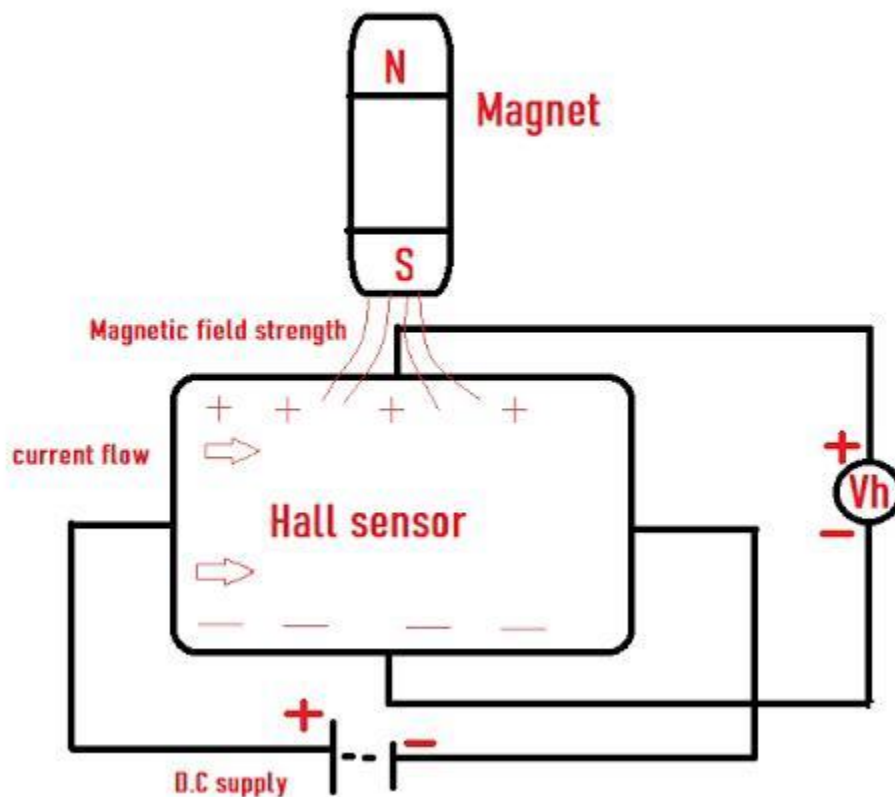 N
Magnet
S
Magnetic field strength
+ + + +
current flow
+
Vh
−
Hall sensor
— — — —
+
−
D.C supply